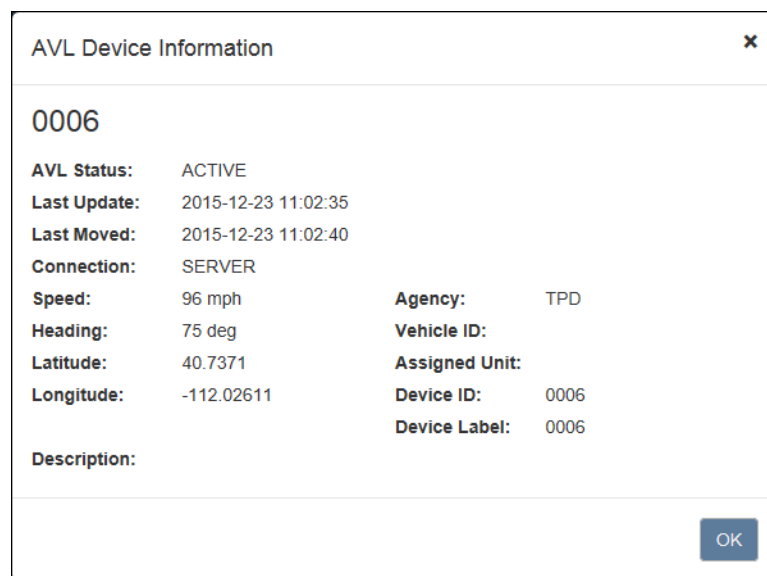 AVL Device Information ×
0006
AVL Status: ACTIVE
Last Update: 2015-12-23 11:02:35
Last Moved: 2015-12-23 11:02:40
Connection: SERVER
Speed: 96 mph Agency: TPD
Heading: 75 deg Vehicle ID:
Latitude: 40.7371 Assigned Unit:
Longitude: -112.02611 Device ID: 0006
Device Label: 0006
Description:
OK